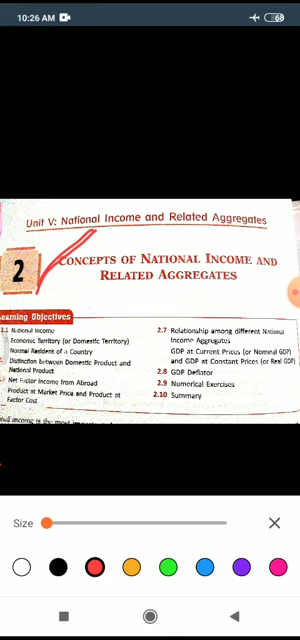 10:26 AM
68
Unit V: National Income and Related Aggregates
2
CONCEPTS OF NATIONAL INCOME AND
RELATED AGGREGATES
Learning Objectives
2.1 National Income
Economic Territory (or Domestic Territory)
Normal Resident of a Country
Distinction between Domestic Product and
National Product
Net Factor Income from Abroad
Product at Market Price and Product at
Factor Cost
2.7 Relationship among different National
Income Aggregates
GDP at Current Prices (or Nominal GDP)
and GDP at Constant Prices (or Real GDP)
2.8 GDP Deflator
2.9 Numerical Exercises
2.10 Summary
Size